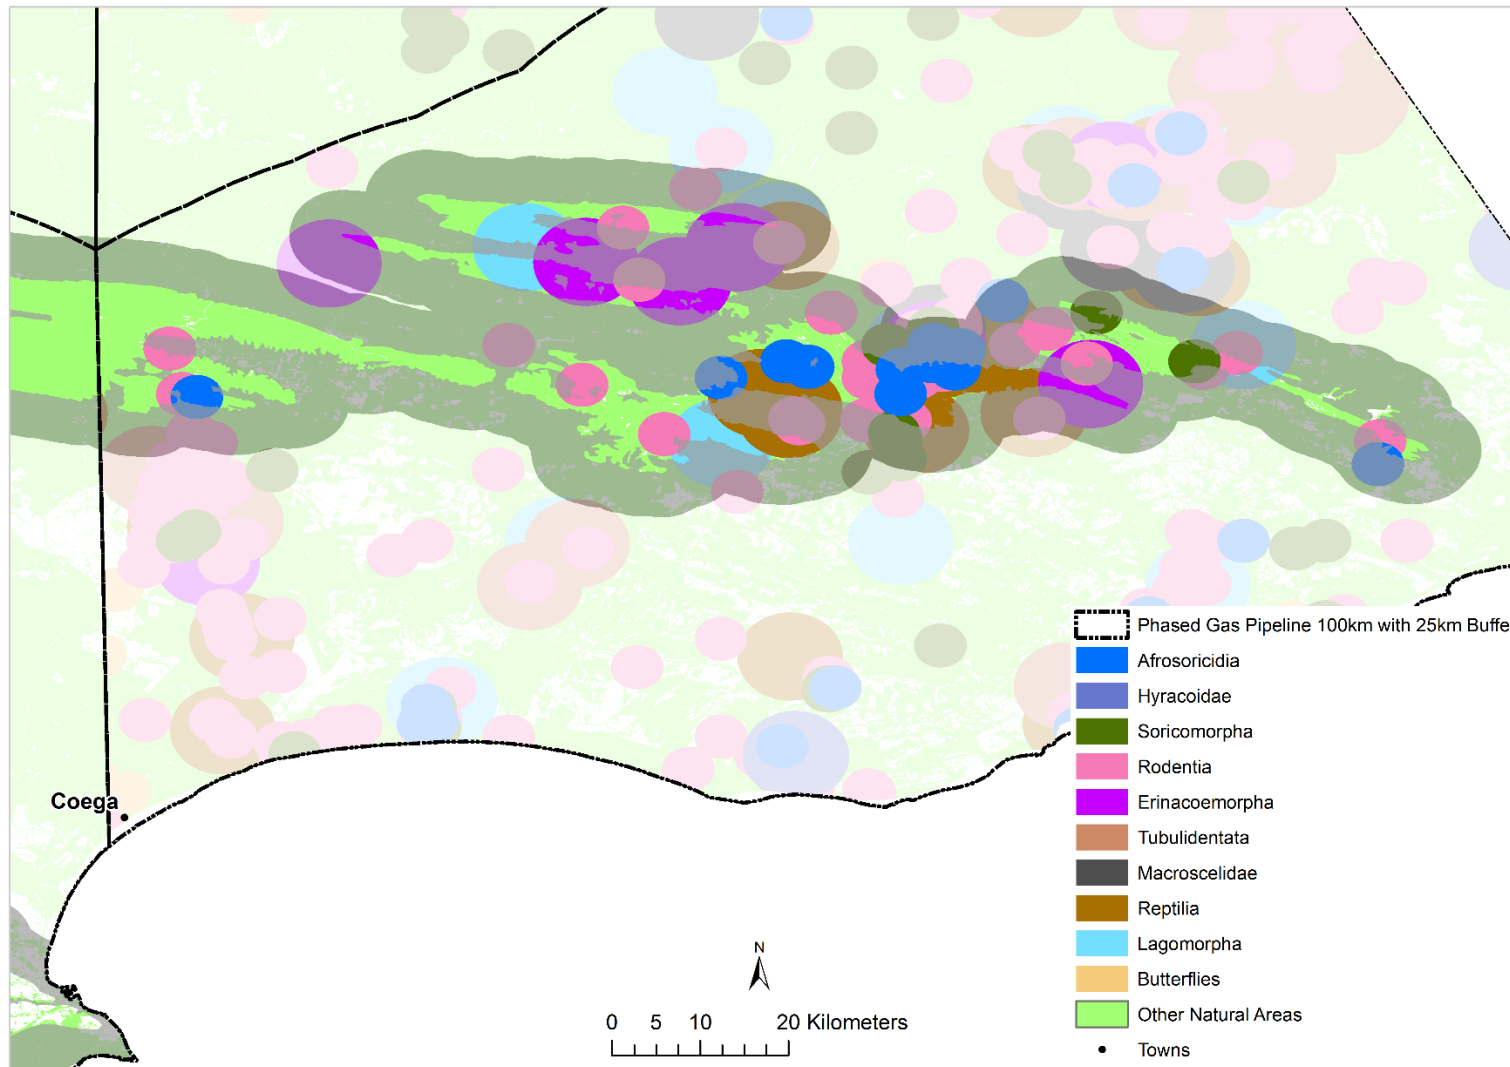 Coega
N
0 5 10 20 Kilometers
Phased Gas Pipeline 100km with 25km Buffe
Afrosoricidia
Hyracoidae
Soricomorpha
Rodentia
Erinacoemorpha
Tubulidentata
Macroscelidae
Reptilia
Lagomorpha
Butterflies
Other Natural Areas
Towns